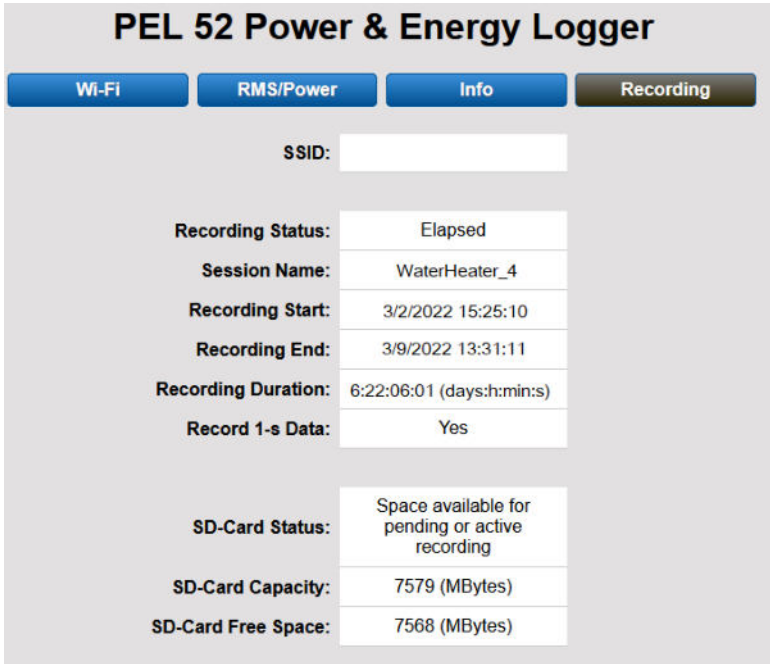 PEL 52 Power & Energy Logger
Wi-Fi RMS/Power Info Recording
SSID:
Recording Status: Elapsed
Session Name: WaterHeater_4
Recording Start: 3/2/2022 15:25:10
Recording End: 3/9/2022 13:31:11
Recording Duration: 6:22:06:01 (days:h:min:s)
Record 1-s Data: Yes
SD-Card Status: Space available for
pending or active
recording
SD-Card Capacity: 7579 (MBytes)
SD-Card Free Space: 7568 (MBytes)